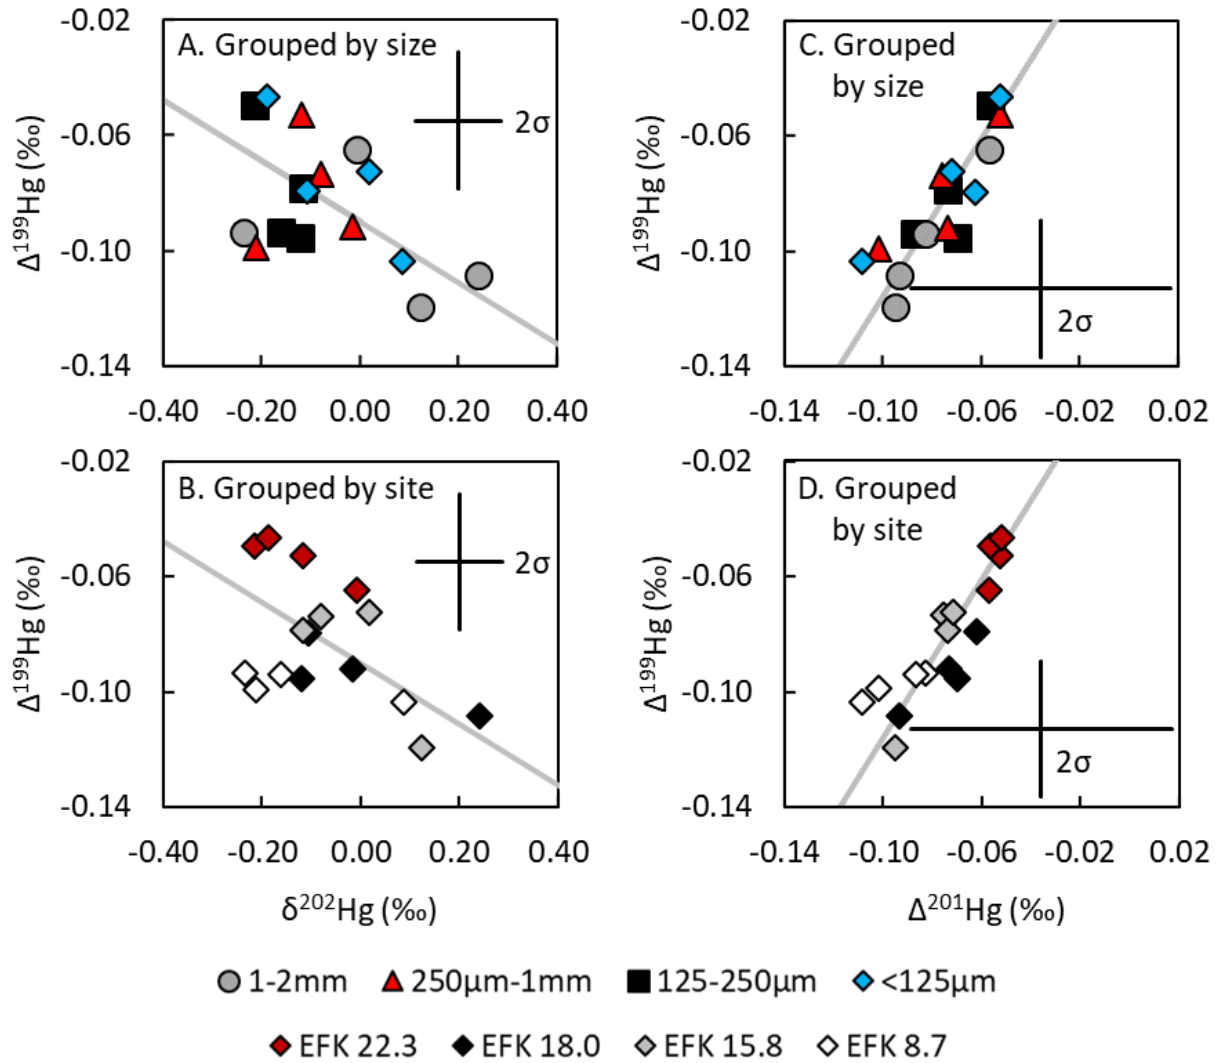 A. Grouped by size
-0.02
-0.06
-0.10
-0.14
Δ¹⁹⁹Hg (‰)
2σ
-0.40 -0.20 0.00 0.20 0.40
C. Grouped
by size
-0.02
-0.06
-0.10
-0.14
Δ¹⁹⁹Hg (‰)
2σ
-0.14 -0.10 -0.06 -0.02 0.02
B. Grouped by site
-0.02
-0.06
-0.10
-0.14
Δ¹⁹⁹Hg (‰)
2σ
-0.40 -0.20 0.00 0.20 0.40
δ²⁰²Hg (‰)
D. Grouped
by site
-0.02
-0.06
-0.10
-0.14
Δ¹⁹⁹Hg (‰)
2σ
-0.14 -0.10 -0.06 -0.02 0.02
Δ²⁰¹Hg (‰)
1-2mm 250μm-1mm 125-250μm <125μm
EFK 22.3 EFK 18.0 EFK 15.8 EFK 8.7